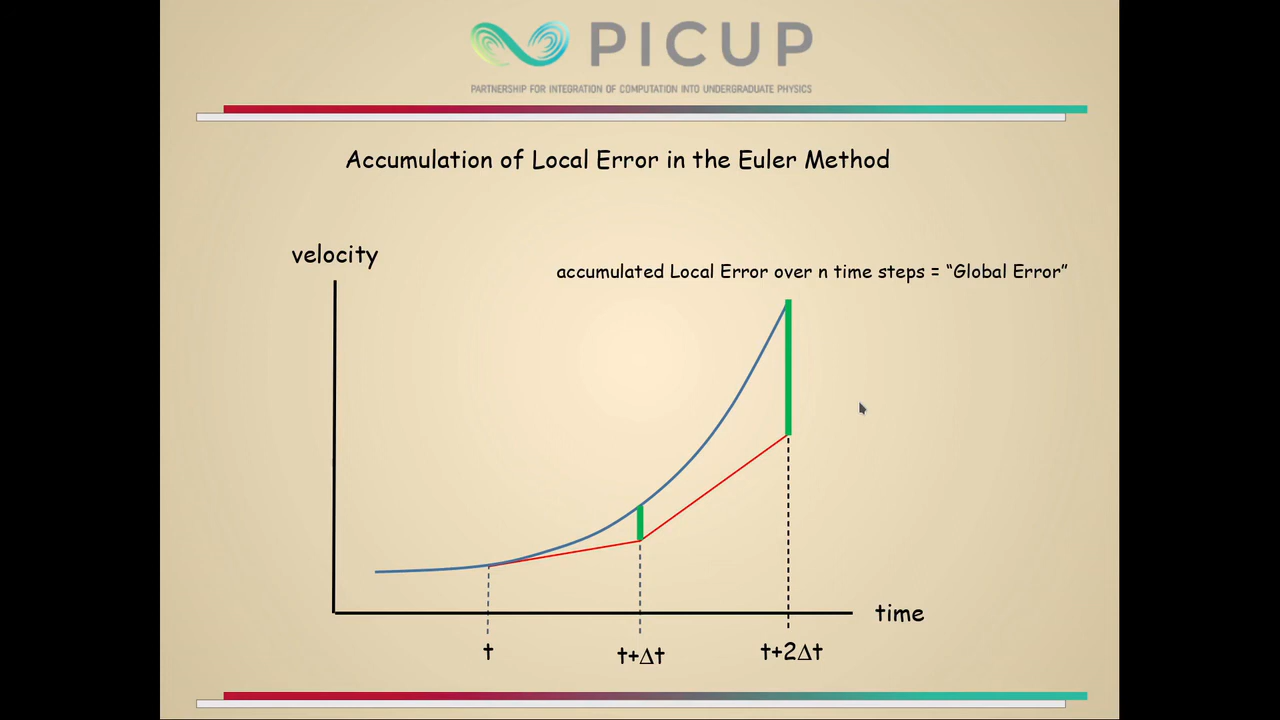 PICUP
PARTNERSHIP FOR INTEGRATION OF COMPUTATION INTO UNDERGRADUATE PHYSICS
Accumulation of Local Error in the Euler Method
velocity
accumulated Local Error over n time steps = “Global Error”
time
t
t+Δt
t+2Δt